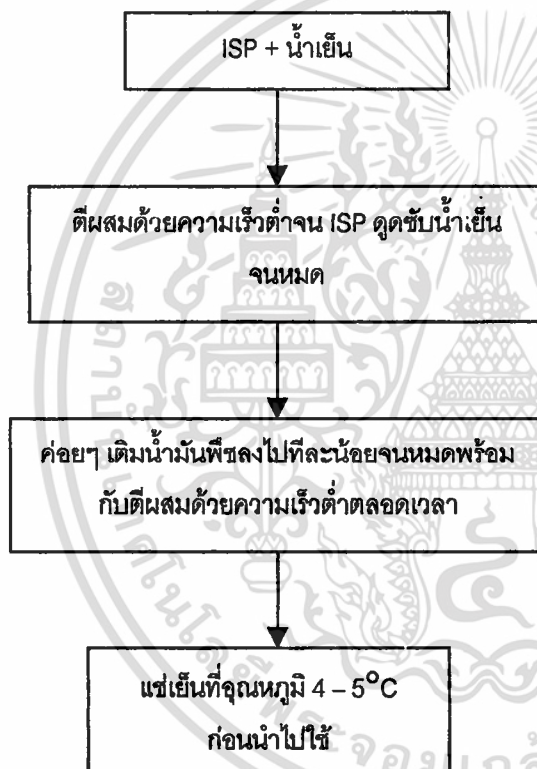 ISP + น้ำเย็น
ตีผสมด้วยความเร็วต่ำจน ISP ดูดซับน้ำเย็น
จนหมด
ค่อยๆ เติมน้ำมันพืชลงไปทีละน้อยจนหมดพร้อม
กับตีผสมด้วยความเร็วต่ำตลอดเวลา
แช่เย็นที่อุณหภูมิ 4 – 5°C
ก่อนนำไปใช้